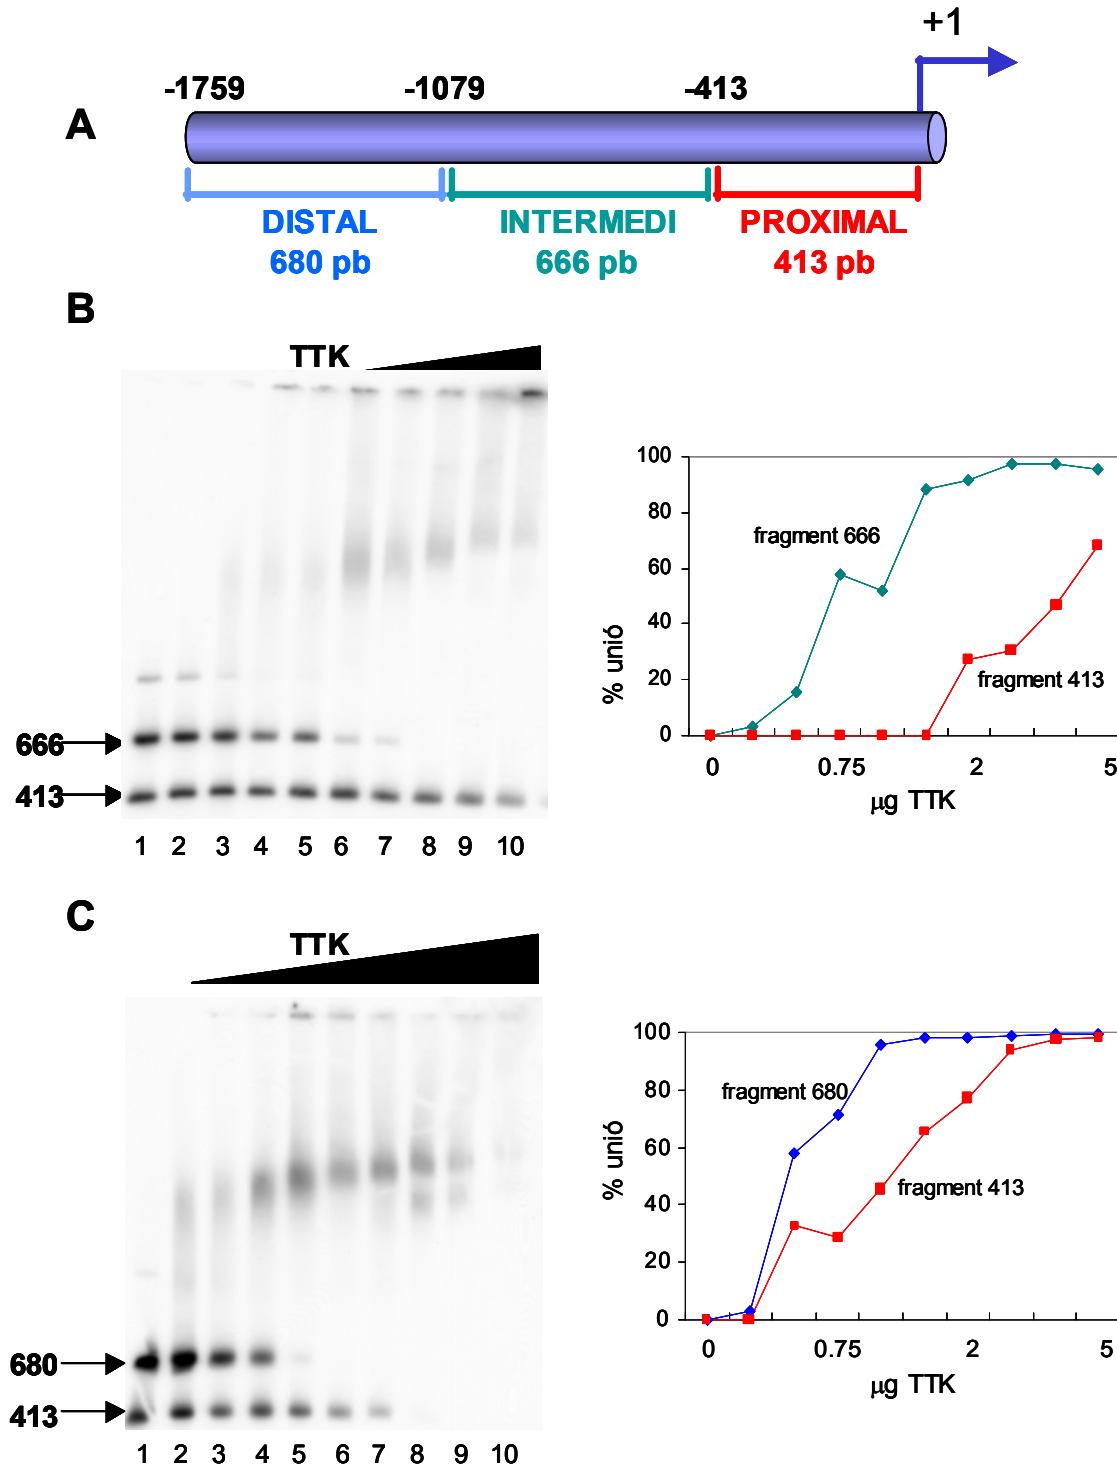 +1
-1759 -1079 -413
A
DISTAL INTERMEDI PROXIMAL
680 pb 666 pb 413 pb
B
TTK
666
413
1 2 3 4 5 6 7 8 9 10
100
80
60
40
20
0
% unió
fragment 666
fragment 413
0 0.75 2 5
µg TTK
C
TTK
680
413
1 2 3 4 5 6 7 8 9 10
100
80
60
40
20
0
% unió
fragment 680
fragment 413
0 0.75 2 5
µg TTK